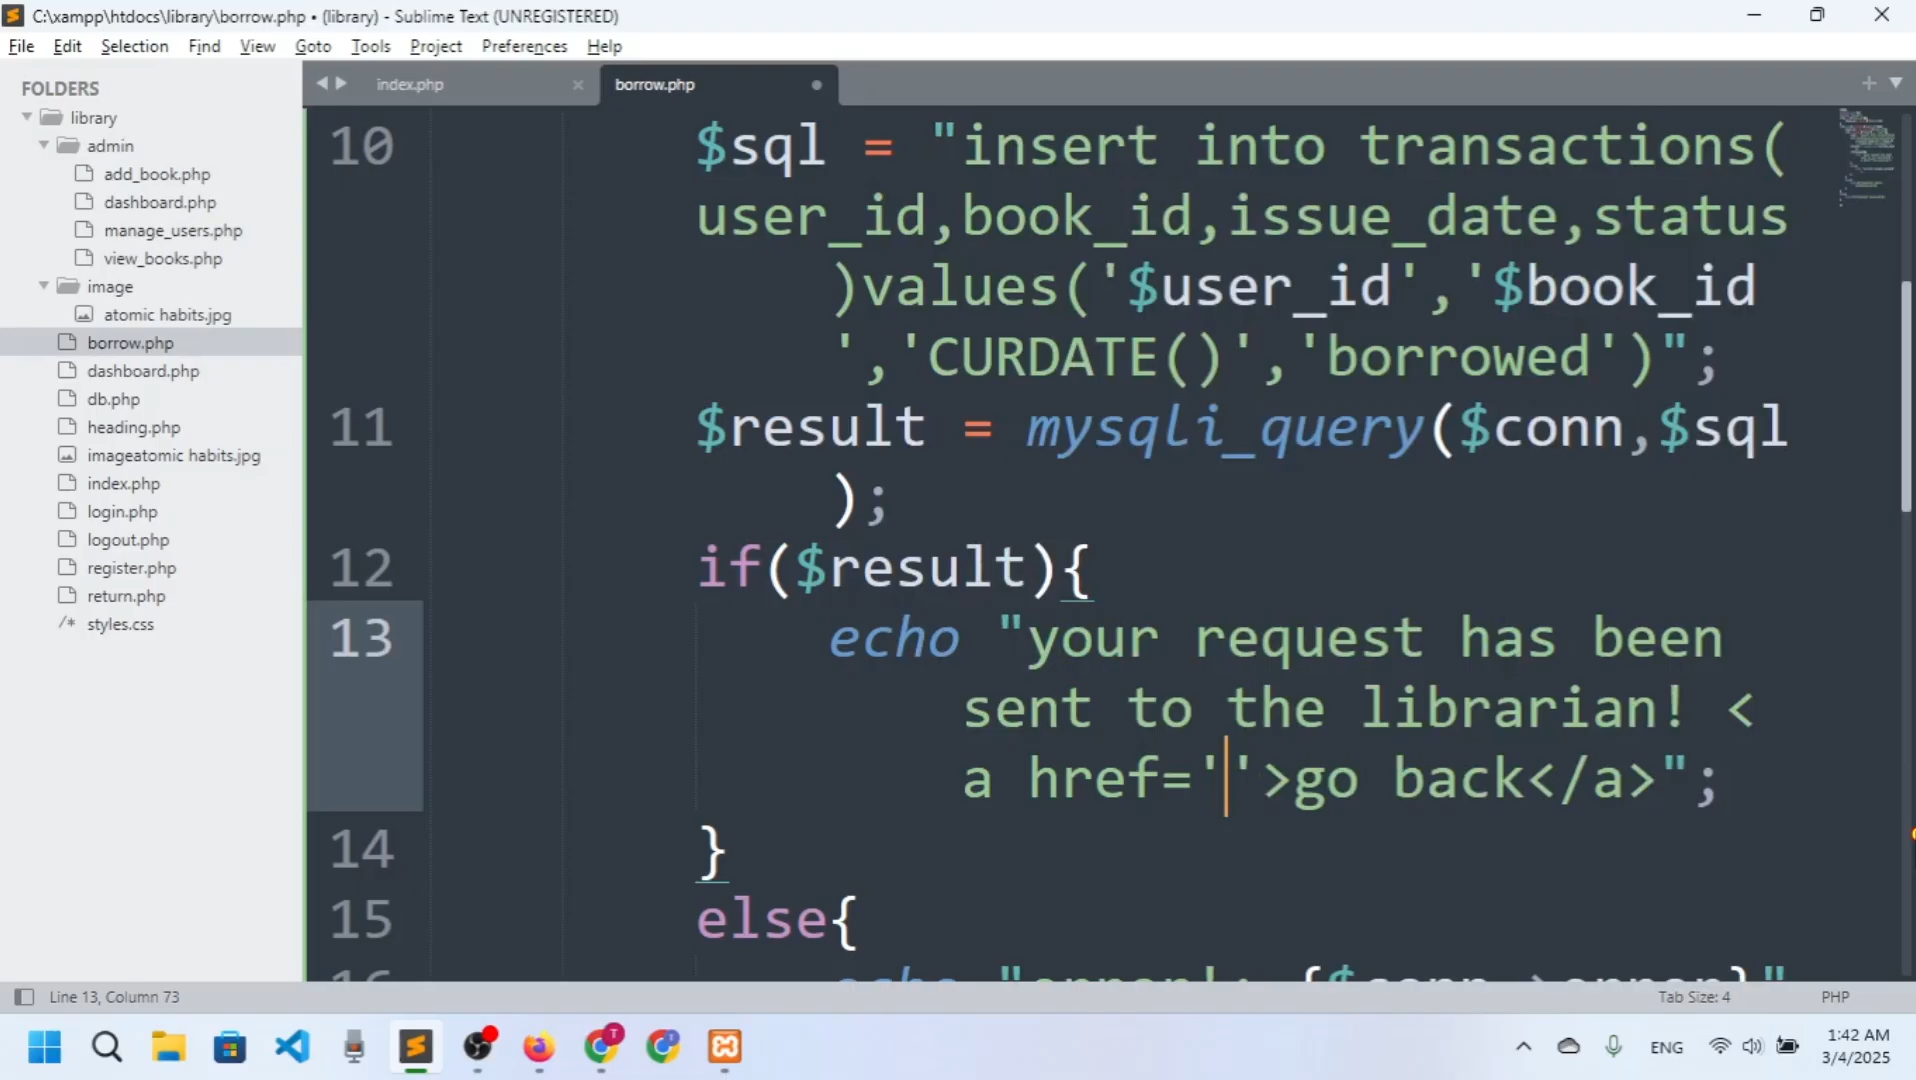 C:\xampp\htdocs\library\borrow.php • (library) - Sublime Text (UNREGISTERED)
File Edit Selection Find View Goto Tools Project Preferences Help
FOLDERS
library
admin
add_book.php
dashboard.php
manage_users.php
view_books.php
image
atomic habits.jpg
borrow.php
dashboard.php
db.php
heading.php
imageatomic habits.jpg
index.php
login.php
logout.php
register.php
return.php
/* styles.css
index.php borrow.php
10 $sql = "insert into transactions(
user_id,book_id,issue_date,status
)values('$user_id','$book_id
','CURDATE()','borrowed')";
11 $result = mysqli_query($conn,$sql
);
12 if($result){
13 echo "your request has been
sent to the librarian! <
a href=''>go back</a>";
14 }
15 else{
16 echo "error!: {$conn->error}"
Line 13, Column 73
Tab Size: 4 PHP
ENG
1:42 AM
3/4/2025